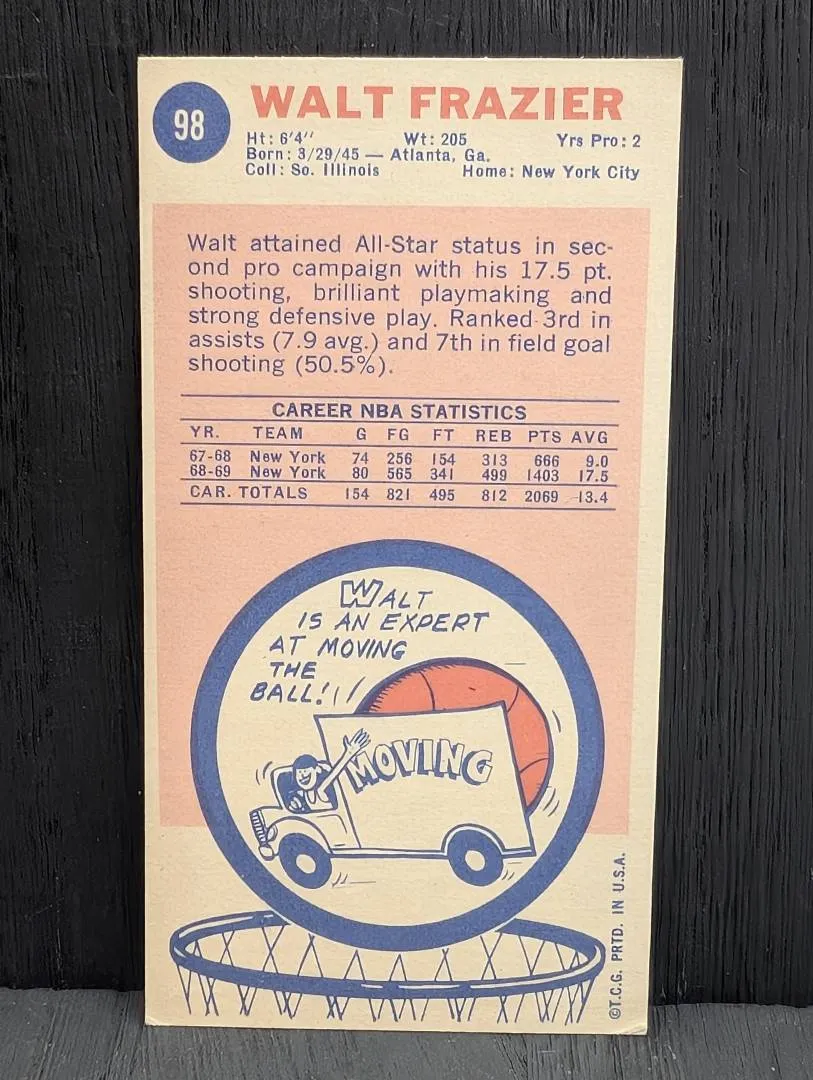 98
WALT FRAZIER
Ht: 6'4'' Wt: 205 Yrs Pro: 2
Born: 3/29/45 — Atlanta, Ga.
Coll: So. Illinois Home: New York City
Walt attained All-Star status in sec-
ond pro campaign with his 17.5 pt.
shooting, brilliant playmaking and
strong defensive play. Ranked 3rd in
assists (7.9 avg.) and 7th in field goal
shooting (50.5%).
CAREER NBA STATISTICS
YR. TEAM G FG FT REB PTS AVG
67-68 New York 74 256 154 313 666 9.0
68-69 New York 80 565 341 499 1403 17.5
CAR. TOTALS 154 821 495 812 2069 13.4
WALT
IS AN EXPERT
AT MOVING
THE
BALL!
MOVING
©T.C.G. PRTD. IN U.S.A.